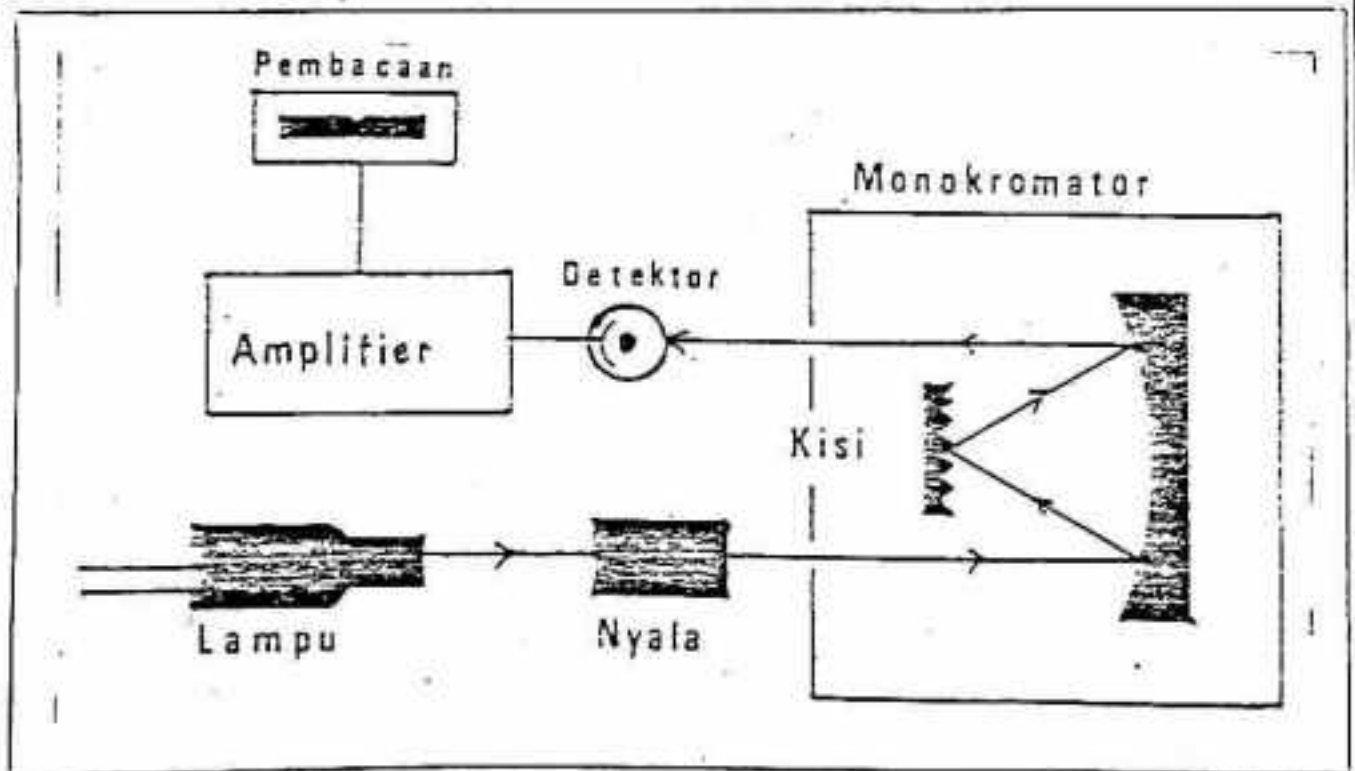 Pembacaan
Monokromator
Detektor
Amplifier
Kisi
Lampu
Nyala